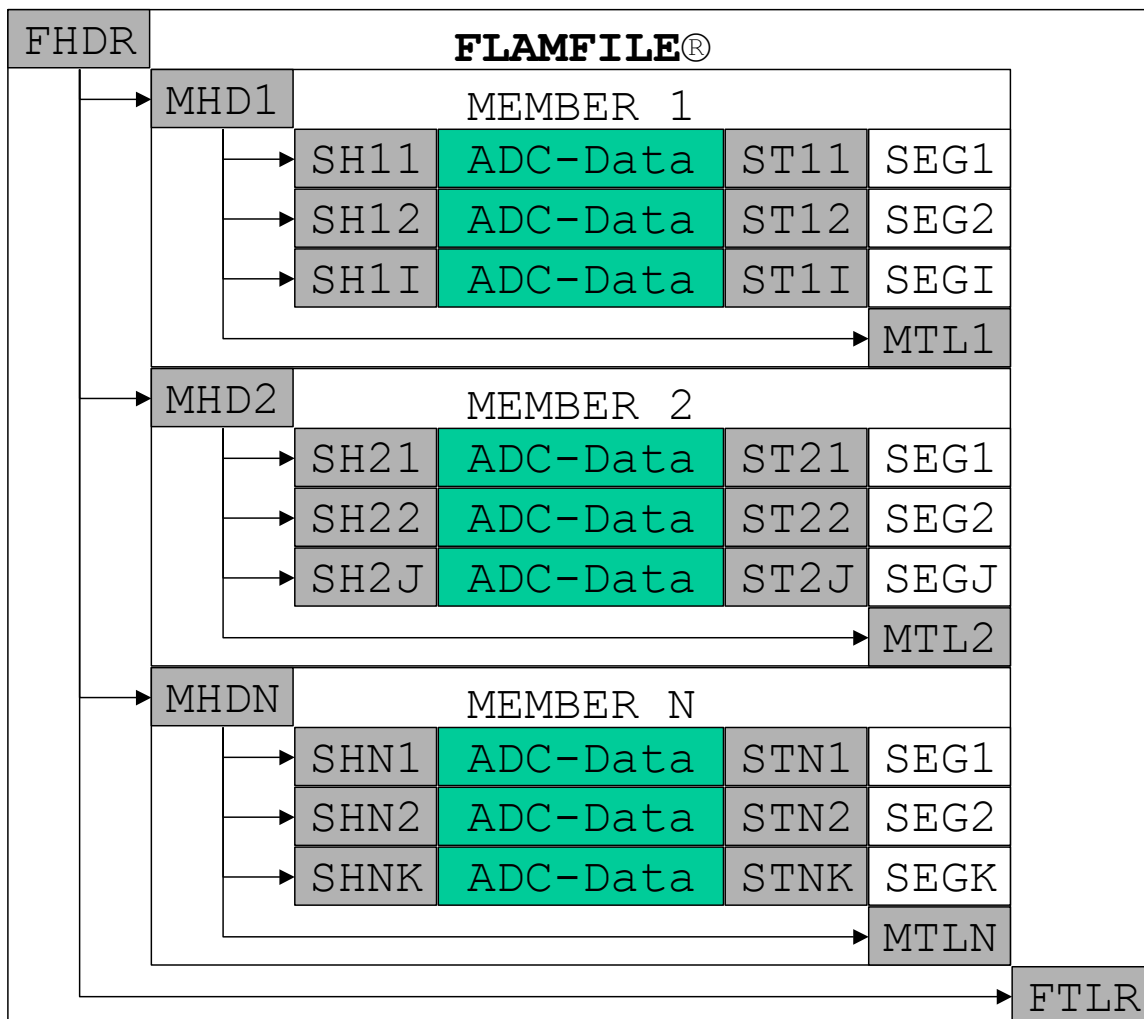 FHDR
FLAMFILE®
MHD1
MEMBER 1
SH11 ADC-Data ST11 SEG1
SH12 ADC-Data ST12 SEG2
SH1I ADC-Data ST1I SEGI
MTL1
MHD2
MEMBER 2
SH21 ADC-Data ST21 SEG1
SH22 ADC-Data ST22 SEG2
SH2J ADC-Data ST2J SEGJ
MTL2
MHDN
MEMBER N
SHN1 ADC-Data STN1 SEG1
SHN2 ADC-Data STN2 SEG2
SHNK ADC-Data STNK SEGK
MTLN
FTLR